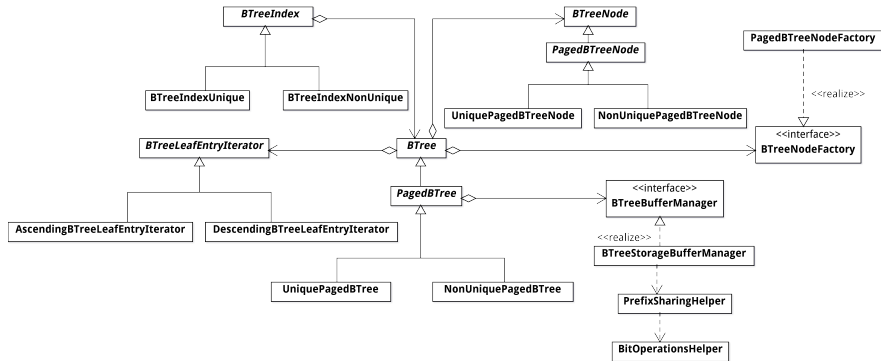 BTreeIndex
BTreeNode
PagedBTreeNodeFactory
PagedBTreeNode
<<realize>>
BTreeIndexUnique
BTreeIndexNonUnique
UniquePagedBTreeNode
NonUniquePagedBTreeNode
<<interface>>
BTreeNodeFactory
BTreeLeafEntryIterator
BTree
PagedBTree
<<interface>>
BTreeBufferManager
AscendingBTreeLeafEntryIterator
DescendingBTreeLeafEntryIterator
<<realize>>
BTreeStorageBufferManager
UniquePagedBTree
NonUniquePagedBTree
PrefixSharingHelper
BitOperationsHelper